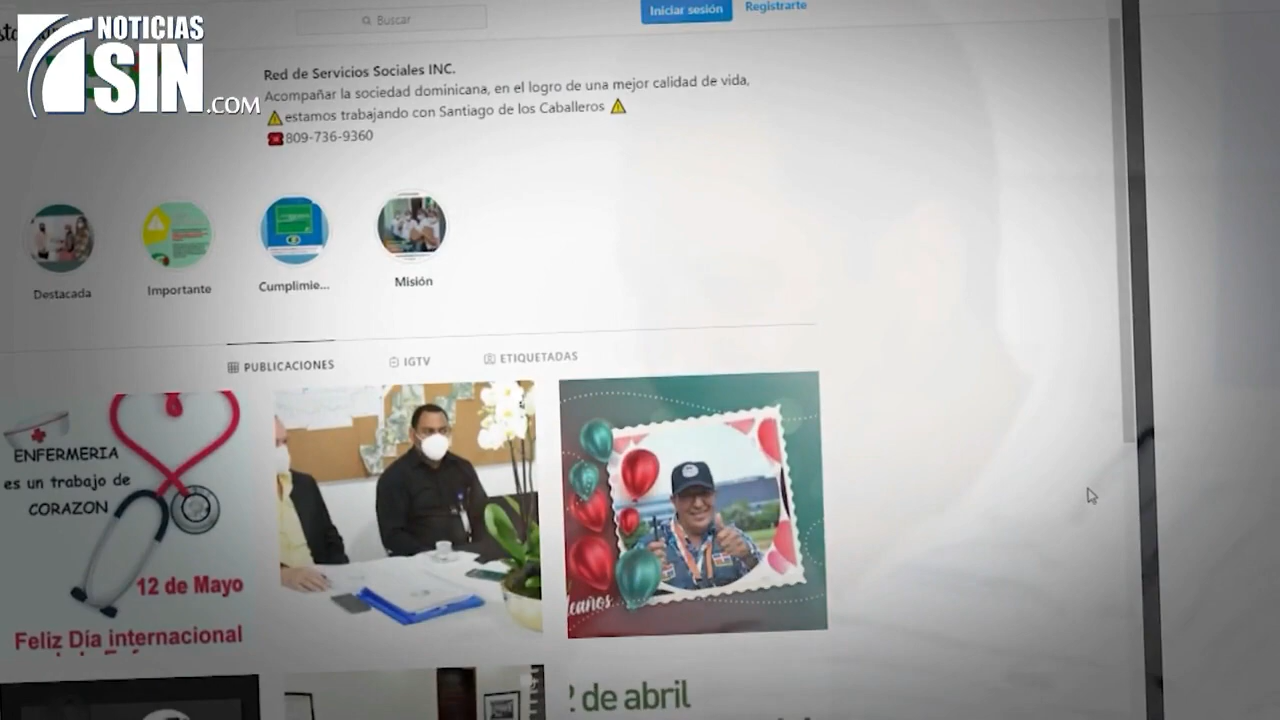 NOTICIAS
SIN
.COM
Buscar
Iniciar sesión
Registrarte
Red de Servicios Sociales INC.
Acompañar la sociedad dominicana, en el logro de una mejor calidad de vida,
estamos trabajando con Santiago de los Caballeros
809-736-9360
Destacada
Importante
Cumplimie...
Misión
PUBLICACIONES
IGTV
ETIQUETADAS
ENFERMERIA
es un trabajo de
CORAZON
12 de Mayo
Feliz Día internacional
leaños
de abril